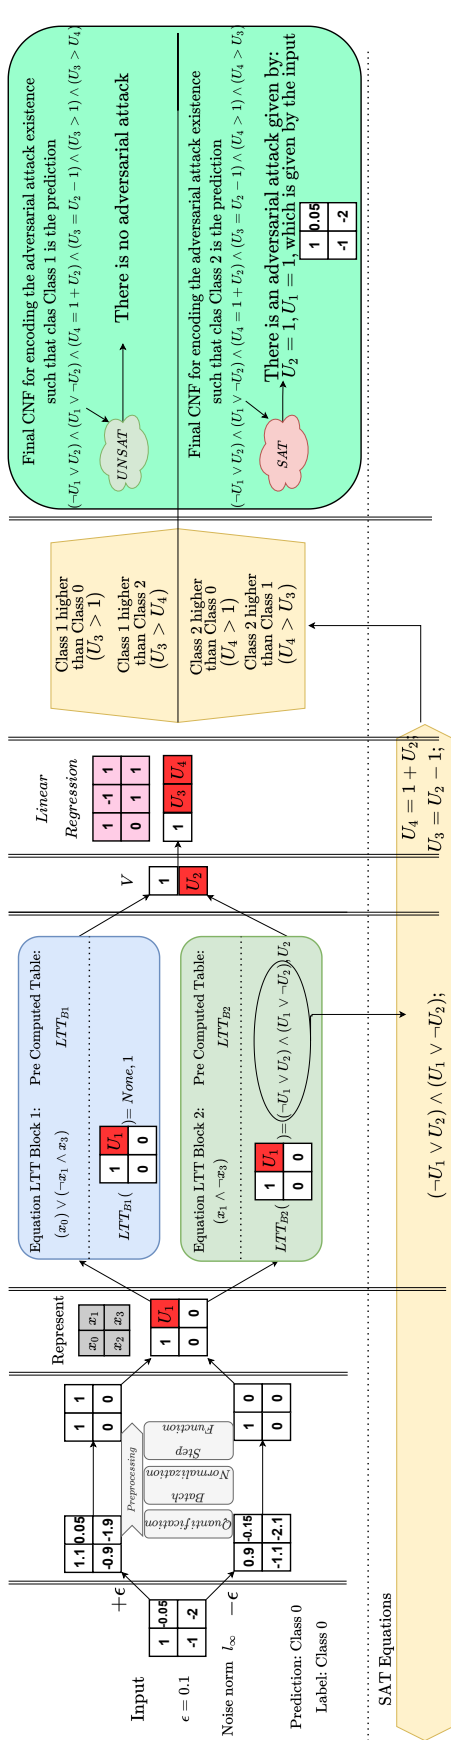 Input
ϵ = 0.1
Noise norm l∞
Prediction: Class 0
Label: Class 0
1 -0.05
-1 -2
+ϵ
−ϵ
1.1 0.05
-0.9 -1.9
0.9 -0.15
-1.1 -2.1
Preprocessing
Quantification
Batch
Normalization
Step
Function
1 1
0 0
1 0
0 0
Represent
x₀ x₁
x₂ x₃
1 U₁
0 0
Equation LTT Block 1:
(x₀) ∨ (¬x₁ ∧ x₃)
Pre Computed Table:
LTT_B1
LTT_B1(
1 U₁
0 0
)= None, 1
Equation LTT Block 2:
(x₁ ∧ ¬x₃)
Pre Computed Table:
LTT_B2
LTT_B2(
1 U₁
0 0
)=(¬U₁ ∨ U₂) ∧ (U₁ ∨ ¬U₂), U₂
V
1
U₂
Linear
Regression
1 -1 1
0 1 1
1 U₃ U₄
Class 1 higher
than Class 0
(U₃ > 1)
Class 1 higher
than Class 2
(U₃ > U₄)
Class 2 higher
than Class 0
(U₄ > 1)
Class 2 higher
than Class 1
(U₄ > U₃)
Final CNF for encoding the adversarial attack existence
such that clas Class 1 is the prediction
(¬U₁ ∨ U₂) ∧ (U₁ ∨ ¬U₂) ∧ (U₄ = 1 + U₂) ∧ (U₃ = U₂ − 1) ∧ (U₃ > 1) ∧ (U₃ > U₄)
UNSAT
There is no adversarial attack
Final CNF for encoding the adversarial attack existence
such that clas Class 2 is the prediction
(¬U₁ ∨ U₂) ∧ (U₁ ∨ ¬U₂) ∧ (U₄ = 1 + U₂) ∧ (U₃ = U₂ − 1) ∧ (U₄ > 1) ∧ (U₄ > U₃)
SAT
There is an adversarial attack given by:
U₂ = 1, U₁ = 1, which is given by the input
1 0.05
-1 -2
SAT Equations
(¬U₁ ∨ U₂) ∧ (U₁ ∨ ¬U₂);
U₄ = 1 + U₂;
U₃ = U₂ − 1;